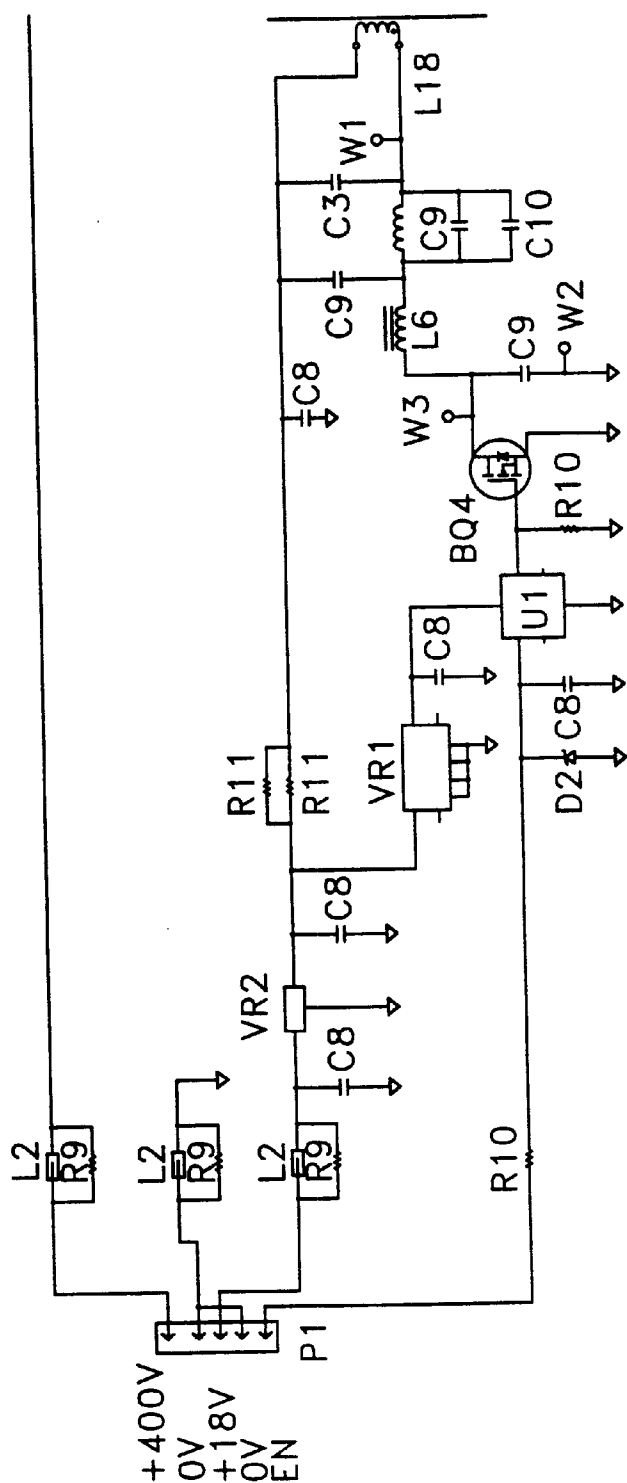 +400V
0V
+18V
0V
EN
P1
L2
R9
L2
R9
L2
R9
R10
VR2
C8
C8
R11
R11
VR1
C8
D2
C8
U1
R10
BQ4
W3
C8
L6
C9
W2
C9
C3
C9
C10
W1
L18